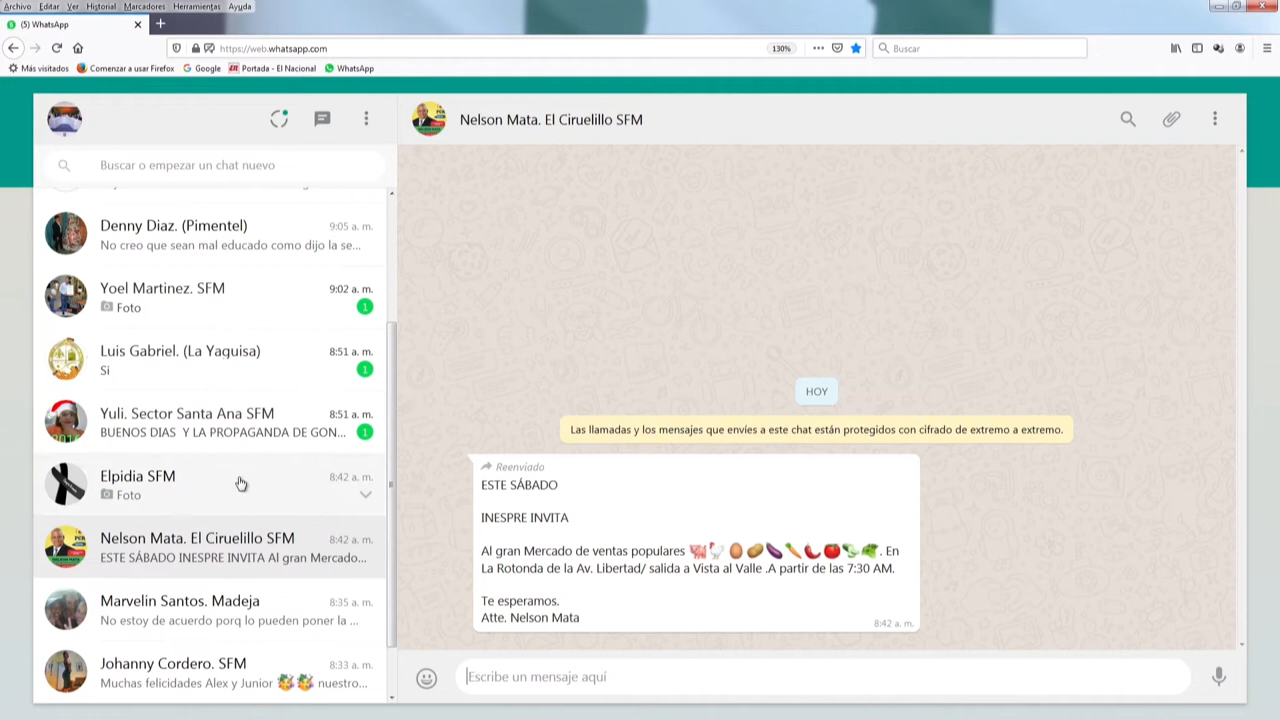 Archivo Editar Ver Historial Marcadores Herramientas Ayuda
(5) WhatsApp
https://web.whatsapp.com
130%
Buscar
Más visitados Comenzar a usar Firefox Google Portada - El Nacional WhatsApp
Nelson Mata. El Ciruelillo SFM
Buscar o empezar un chat nuevo
Denny Diaz. (Pimentel) 9:05 a. m.
No creo que sean mal educado como dijo la se...
Yoel Martinez. SFM 9:02 a. m.
Foto 1
Luis Gabriel. (La Yaguisa) 8:51 a. m.
Si 1
Yuli. Sector Santa Ana SFM 8:51 a. m.
BUENOS DIAS Y LA PROPAGANDA DE GON... 1
Elpidia SFM 8:42 a. m.
Foto
Nelson Mata. El Ciruelillo SFM 8:42 a. m.
ESTE SÁBADO INESPRE INVITA Al gran Mercado...
Marvelin Santos. Madeja 8:35 a. m.
No estoy de acuerdo porq lo pueden poner la ...
Johanny Cordero. SFM 8:33 a. m.
Muchas felicidades Alex y Junior 🥳🥳 nuestro...
HOY
Las llamadas y los mensajes que envíes a este chat están protegidos con cifrado de extremo a extremo.
Reenviado
ESTE SÁBADO
INESPRE INVITA
Al gran Mercado de ventas populares 🐖🐓🥚🥔🍆🥕🌶🍅🥬🥦. En
La Rotonda de la Av. Libertad/ salida a Vista al Valle .A partir de las 7:30 AM.
Te esperamos.
Atte. Nelson Mata
8:42 a. m.
Escribe un mensaje aquí